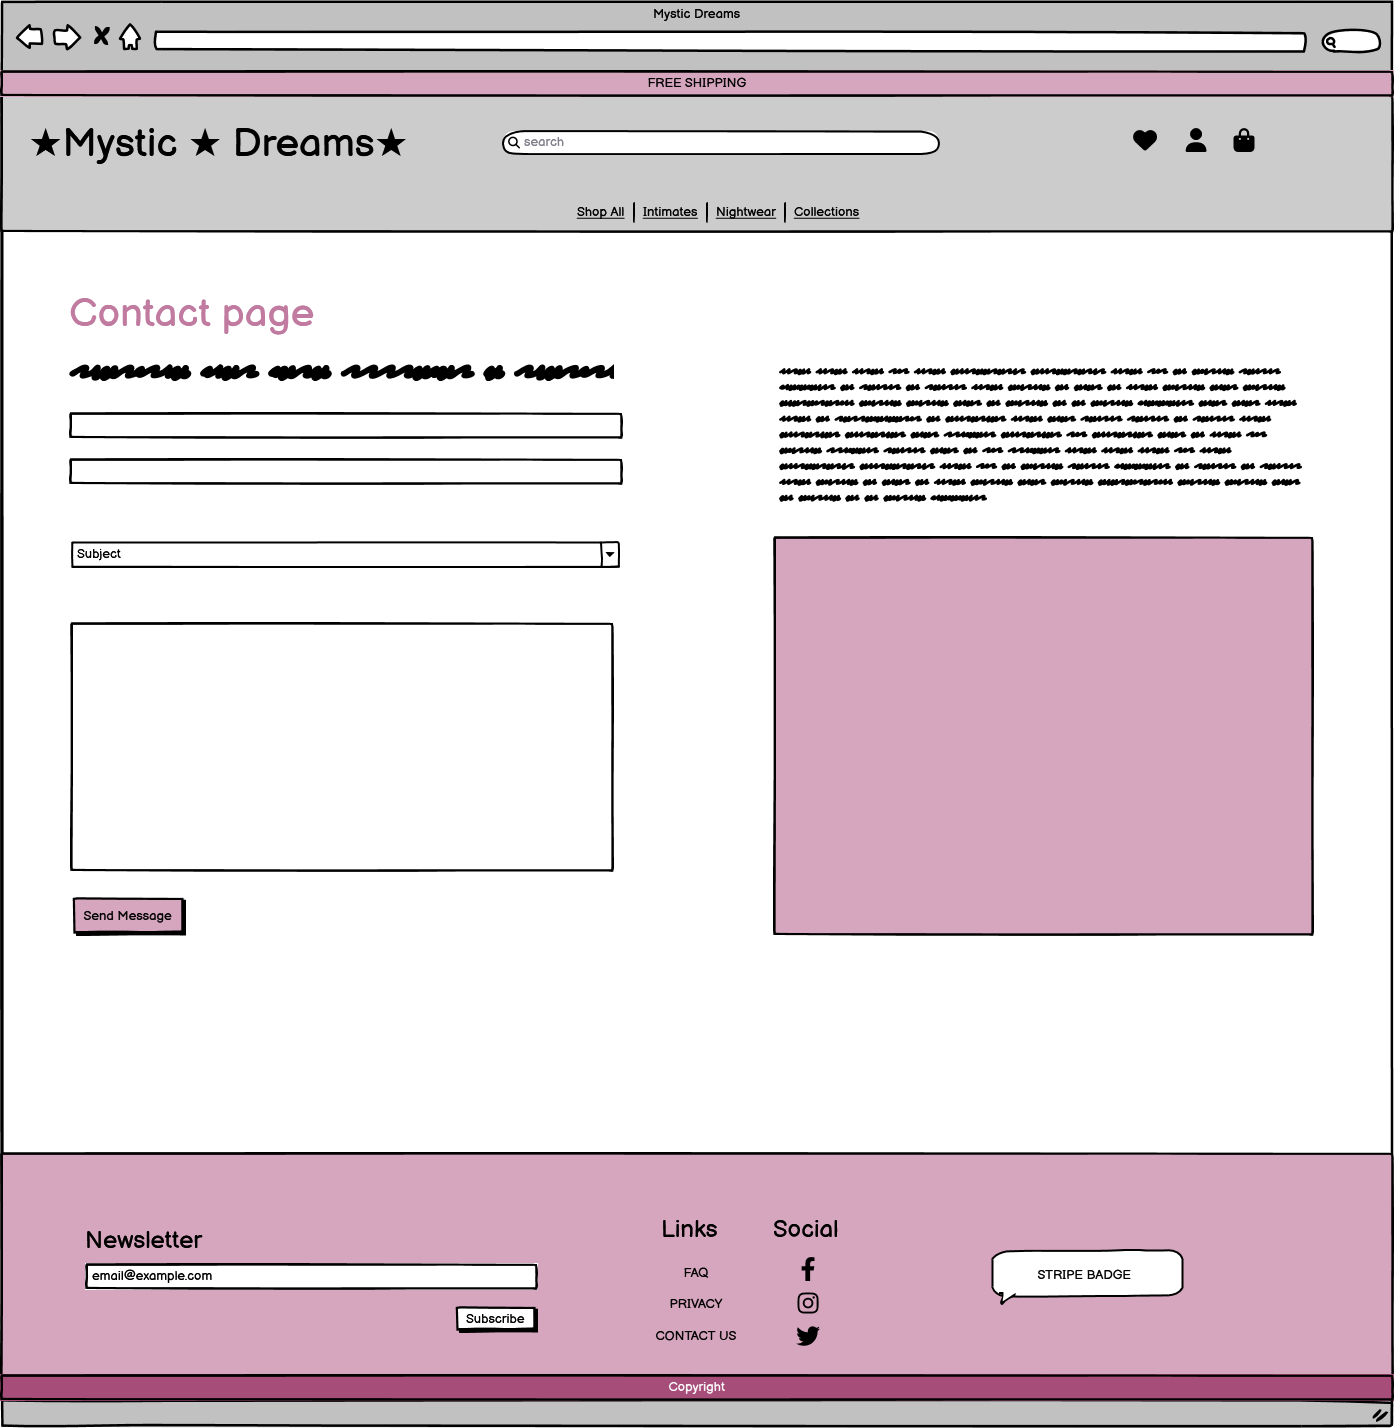 Mystic Dreams
FREE SHIPPING
★Mystic ★ Dreams★
search
Shop All | Intimates | Nightwear | Collections
Contact page
Subject
Send Message
Newsletter
email@example.com
Subscribe
Links
FAQ
PRIVACY
CONTACT US
Social
STRIPE BADGE
Copyright